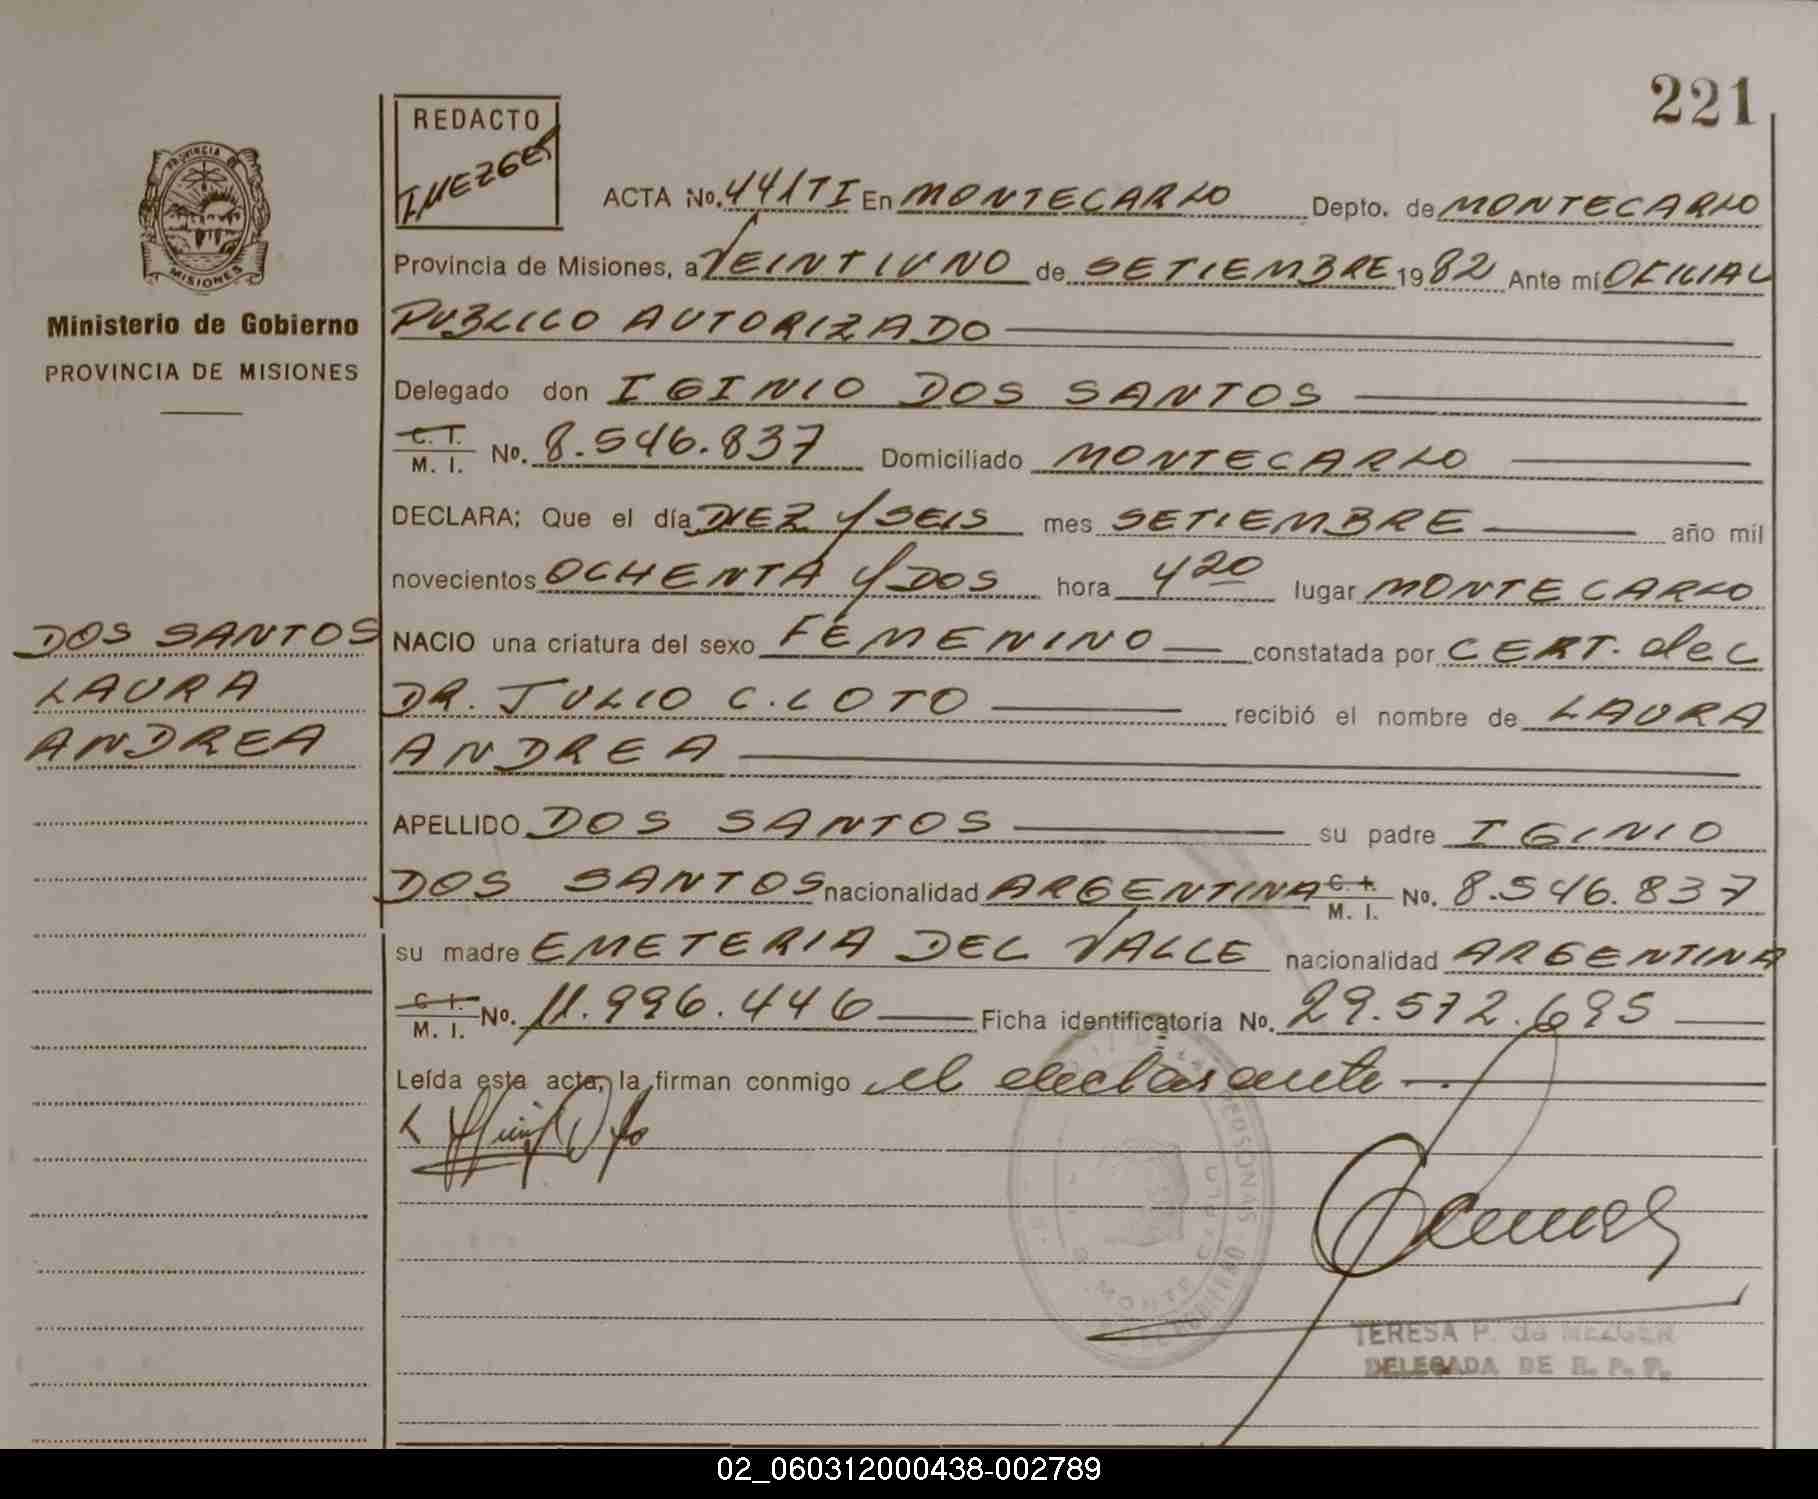 221
REDACTO
T.MEZGER
PROVINCIA DE
MISIONES
Ministerio de Gobierno
PROVINCIA DE MISIONES
DOS SANTOS
LAURA
ANDREA
ACTA No. 441TI En MONTECARLO Depto. de MONTECARLO
Provincia de Misiones, a VEINTIUNO de SETIEMBRE 1982 Ante mí OFICIAL
PUBLICO AUTORIZADO
Delegado don IGINIO DOS SANTOS
C. I. M. I. No. 8.546.837 Domiciliado MONTECARLO
DECLARA; Que el día DIEZ Y SEIS mes SETIEMBRE año mil
novecientos OCHENTA Y DOS hora 4 20 lugar MONTECARLO
NACIO una criatura del sexo FEMENINO constatada por CERT. del
DR. JULIO C. LOTO recibió el nombre de LAURA
ANDREA
APELLIDO DOS SANTOS su padre IGINIO
DOS SANTOS nacionalidad ARGENTINA C. I. M. I. No. 8.546.837
su madre EMETERIA DEL VALLE nacionalidad ARGENTINA
C. I. M. I. No. 11.996.446 Ficha identificatoria No. 29.572.695
Leída esta acta, la firman conmigo el declarante
TERESA P. de MEZGER
DELEGADA DE R. P. P.
02_060312000438-002789